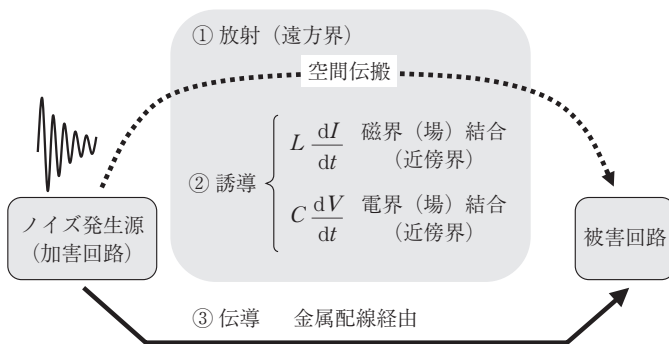 ① 放射（遠方界）
空間伝搬
L dI/dt 磁界（場）結合
（近傍界）
② 誘導
C dV/dt 電界（場）結合
（近傍界）
ノイズ発生源
（加害回路）
被害回路
③ 伝導 金属配線経由